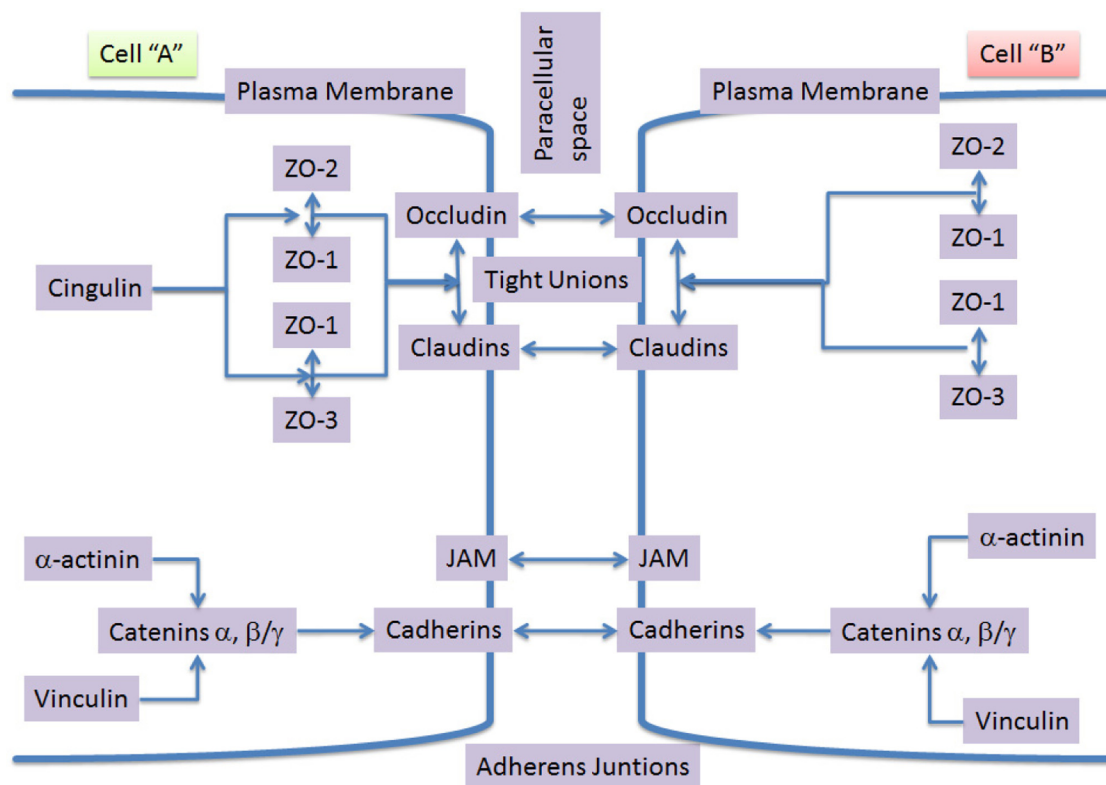 Cell “A”
Cell “B”
Plasma Membrane
Paracellular
space
Plasma Membrane
ZO-2
ZO-1
Cingulin
ZO-1
ZO-3
Occludin
Occludin
Tight Unions
Claudins
Claudins
ZO-2
ZO-1
ZO-1
ZO-3
α-actinin
Catenins α, β/γ
Vinculin
JAM
JAM
Cadherins
Cadherins
α-actinin
Catenins α, β/γ
Vinculin
Adherens Juntions